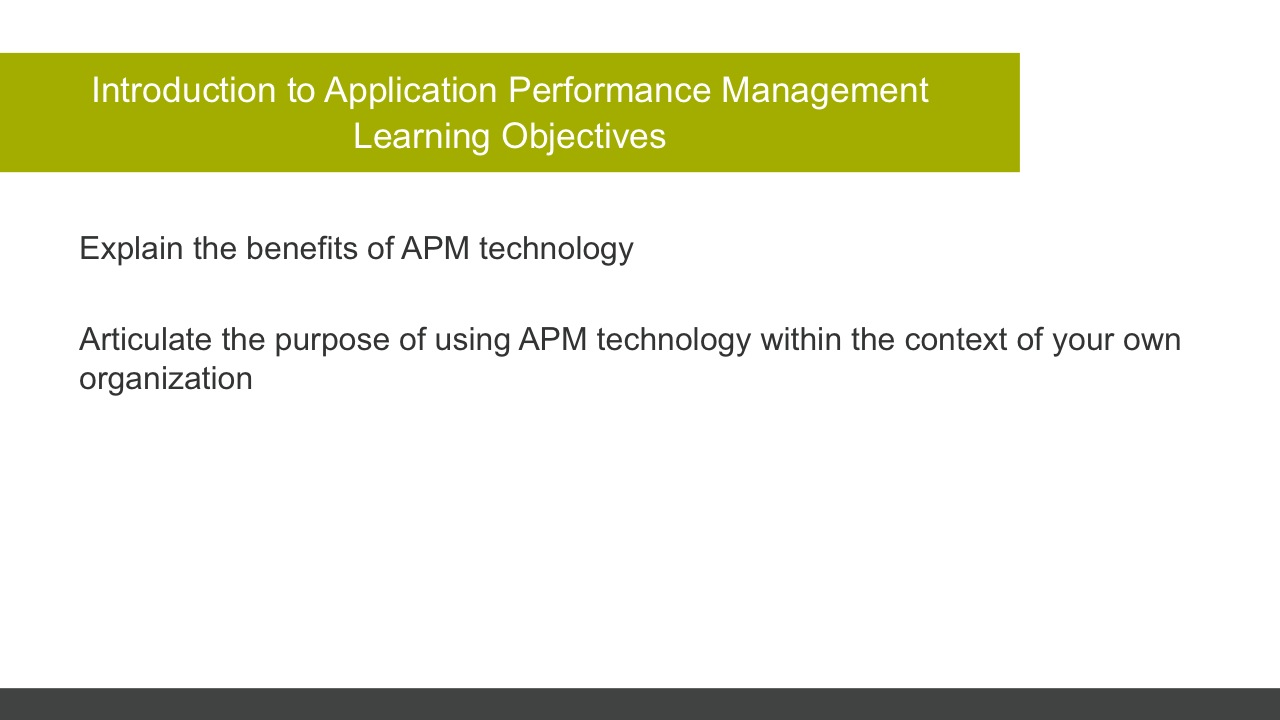 Introduction to Application Performance Management
Learning Objectives
Explain the benefits of APM technology
Articulate the purpose of using APM technology within the context of your own
organization